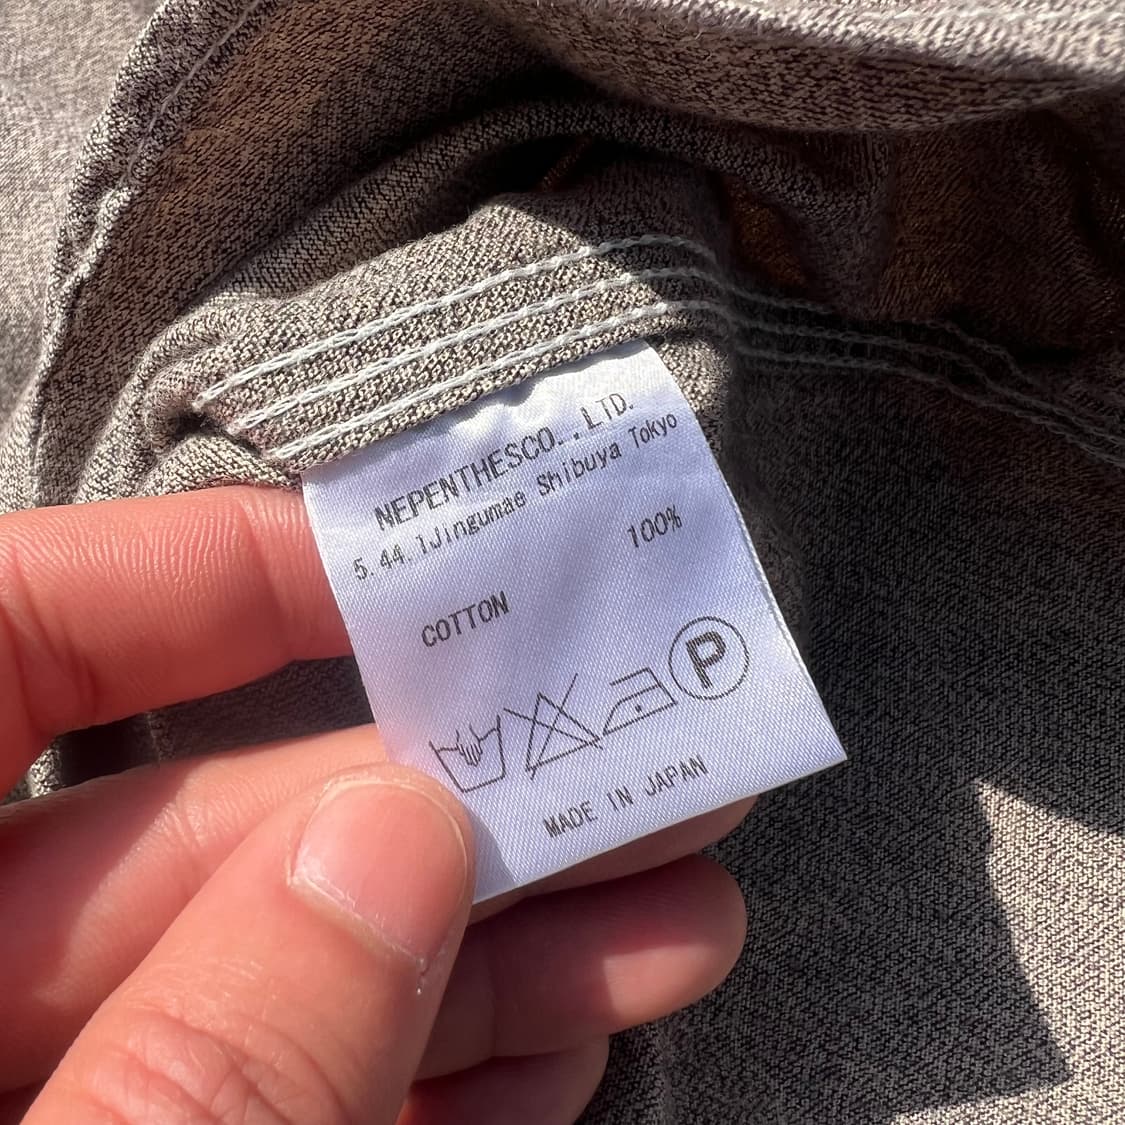 NEPENTHESCO..LTD.
5.44.1Jingumae Shibuya Tokyo
100%
COTTON
P
MADE IN JAPAN